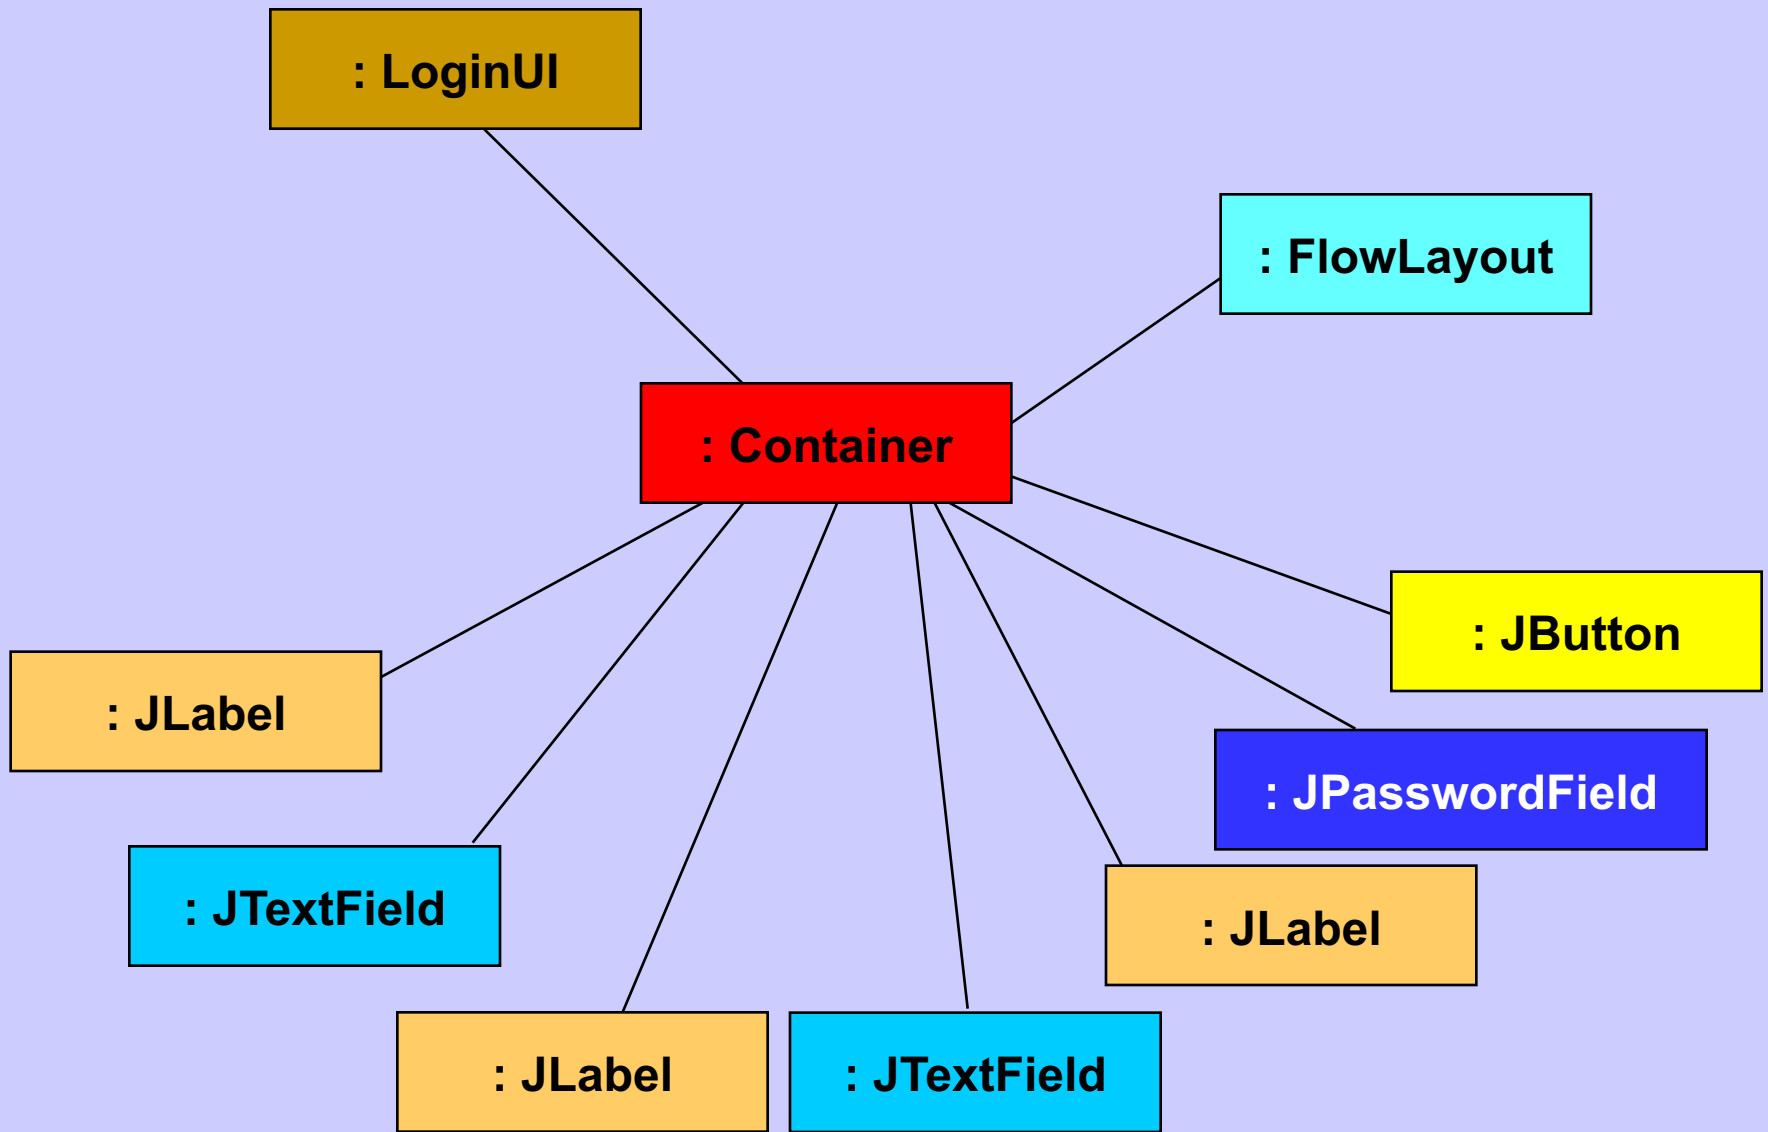 : LoginUI
: FlowLayout
: Container
: JButton
: JLabel
: JPasswordField
: JTextField
: JLabel
: JLabel
: JTextField